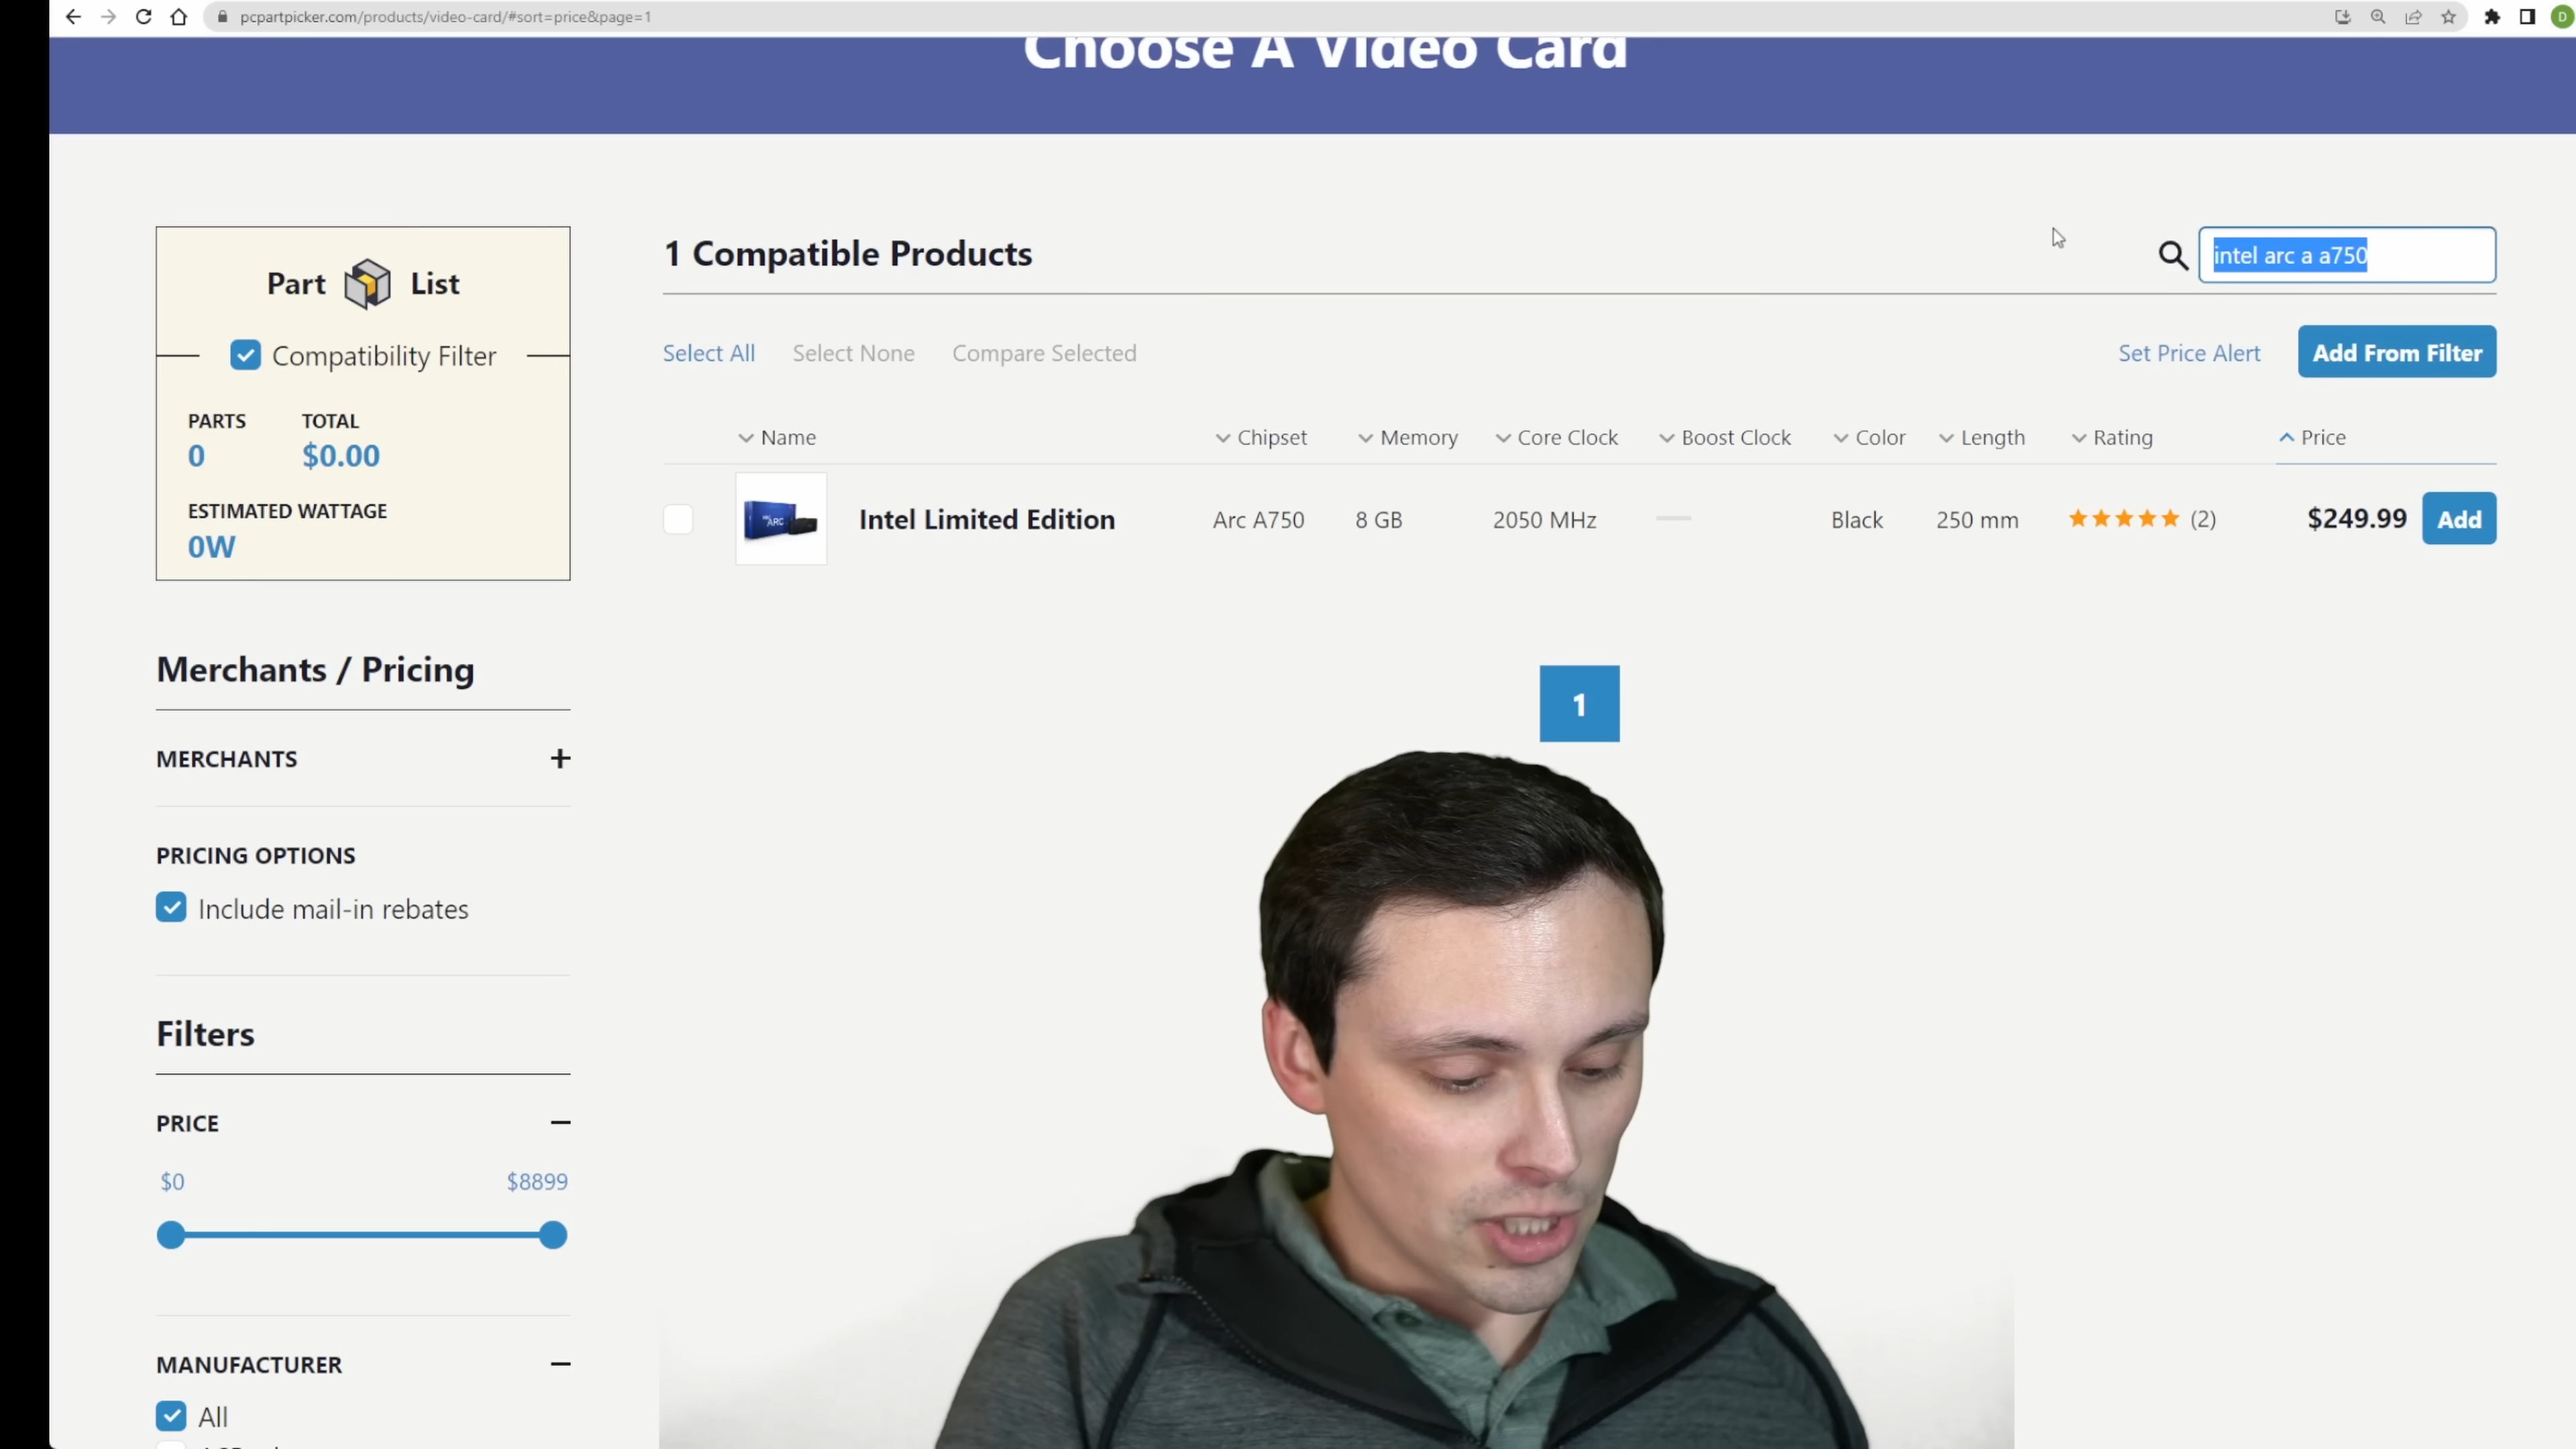 pcpartpicker.com/products/video-card/#sort=price&page=1
D
Choose A Video Card
Part List
Compatibility Filter
PARTS TOTAL
0 $0.00
ESTIMATED WATTAGE
0W
Merchants / Pricing
MERCHANTS
PRICING OPTIONS
Include mail-in rebates
Filters
PRICE
$0 $8899
MANUFACTURER
All
1 Compatible Products
intel arc a a750
Select All Select None Compare Selected Set Price Alert Add From Filter
Name Chipset Memory Core Clock Boost Clock Color Length Rating Price
ARC
Intel Limited Edition Arc A750 8 GB 2050 MHz Black 250 mm (2) $249.99 Add
1